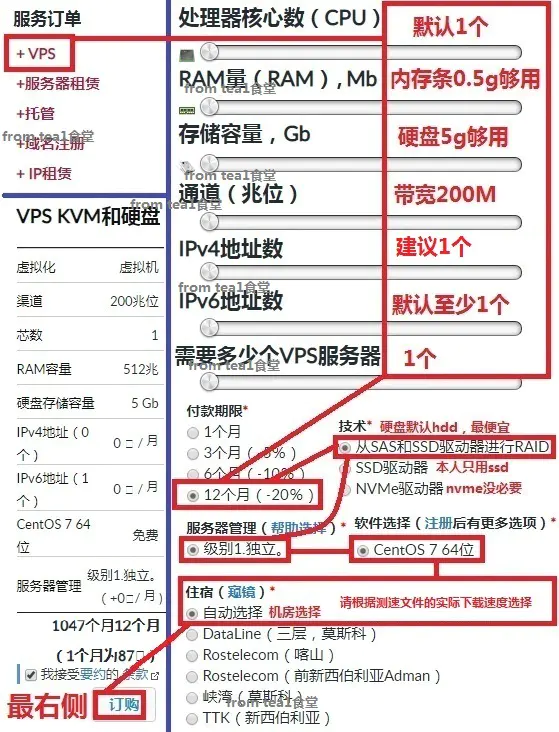 服务订单
+ VPS
+服务器租赁
+托管
+域名注册
+ IP租赁
from tea1食堂
VPS KVM和硬盘
虚拟化 虚拟机
渠道 200兆位
芯数 1
RAM容量 512兆
硬盘存储容量 5 Gb
IPv4地址（0个） 0 / 月
IPv6地址（1个） 0 / 月
CentOS 7 64位 免费
服务器管理 级别1.独立。（+0 / 月）
1047个月12个月
（1个月为87）
我接受要约的 条款
最右侧 订购
处理器核心数（CPU）
默认1个
RAM量（RAM）, Mb
内存条0.5g够用
from tea1食堂
存储容量，Gb
硬盘5g够用
from tea1食堂
通道（兆位）
带宽200M
from tea1食堂
IPv4地址数
建议1个
from tea1食堂
IPv6地址数
默认至少1个
需要多少个VPS服务器
1个
from tea1食堂
付款期限*
1个月
3个月（-5%）
6个月（-10%）
12个月（-20%）
技术* 硬盘默认hdd，最便宜
从SAS和SSD驱动器进行RAID
SSD驱动器 本人只用ssd
NVMe驱动器 nvme没必要
服务器管理（帮助选择）*
级别1.独立。
软件选择（注册后有更多选项）*
CentOS 7 64位
住宿（窥镜）*
自动选择 机房选择
请根据测速文件的实际下载速度选择
DataLine（三层，莫斯科）
Rostelecom（喀山）
Rostelecom（前新西伯利亚Adman）
峡湾（莫斯科）
from tea1食堂
TTK（新西伯利亚）